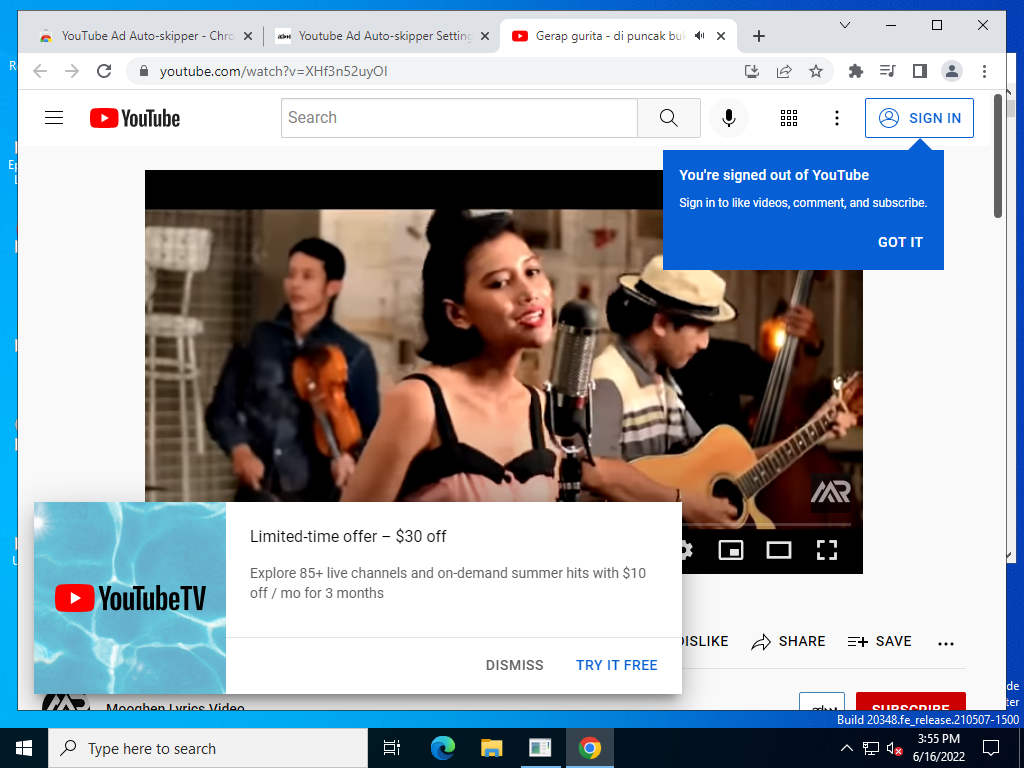 YouTube Ad Auto-skipper - Chro
Youtube Ad Auto-skipper Setting
Gerap gurita - di puncak buk
youtube.com/watch?v=XHf3n52uyOI
YouTube
Search
SIGN IN
You're signed out of YouTube
Sign in to like videos, comment, and subscribe.
GOT IT
Limited-time offer – $30 off
Explore 85+ live channels and on-demand summer hits with $10
off / mo for 3 months
YouTubeTV
DISMISS
TRY IT FREE
DISLIKE
SHARE
SAVE
Mooghen Lyrics Video
SUBSCRIBE
Build 20348.fe_release.210507-1500
Type here to search
3:55 PM
6/16/2022